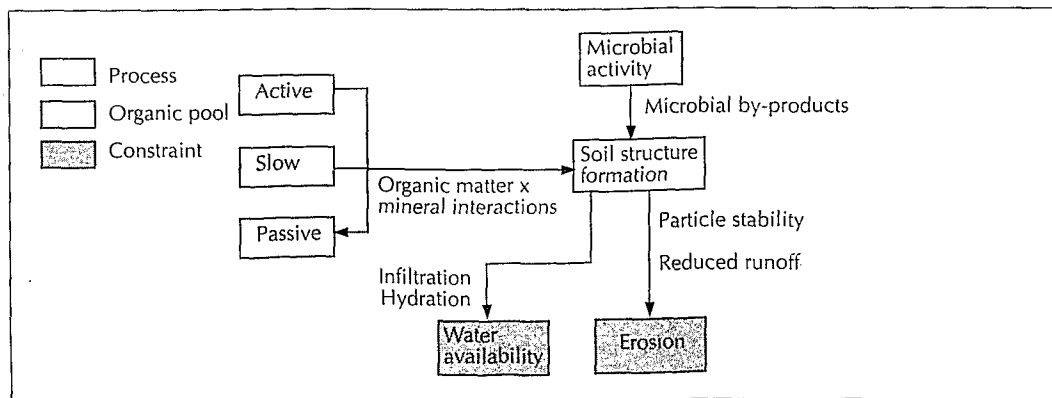 Process
Organic pool
Constraint
Active
Slow
Passive
Organic matter x
mineral interactions
Microbial
activity
Microbial by-products
Soil structure
formation
Particle stability
Reduced runoff
Infiltration
Hydration
Water
availability
Erosion